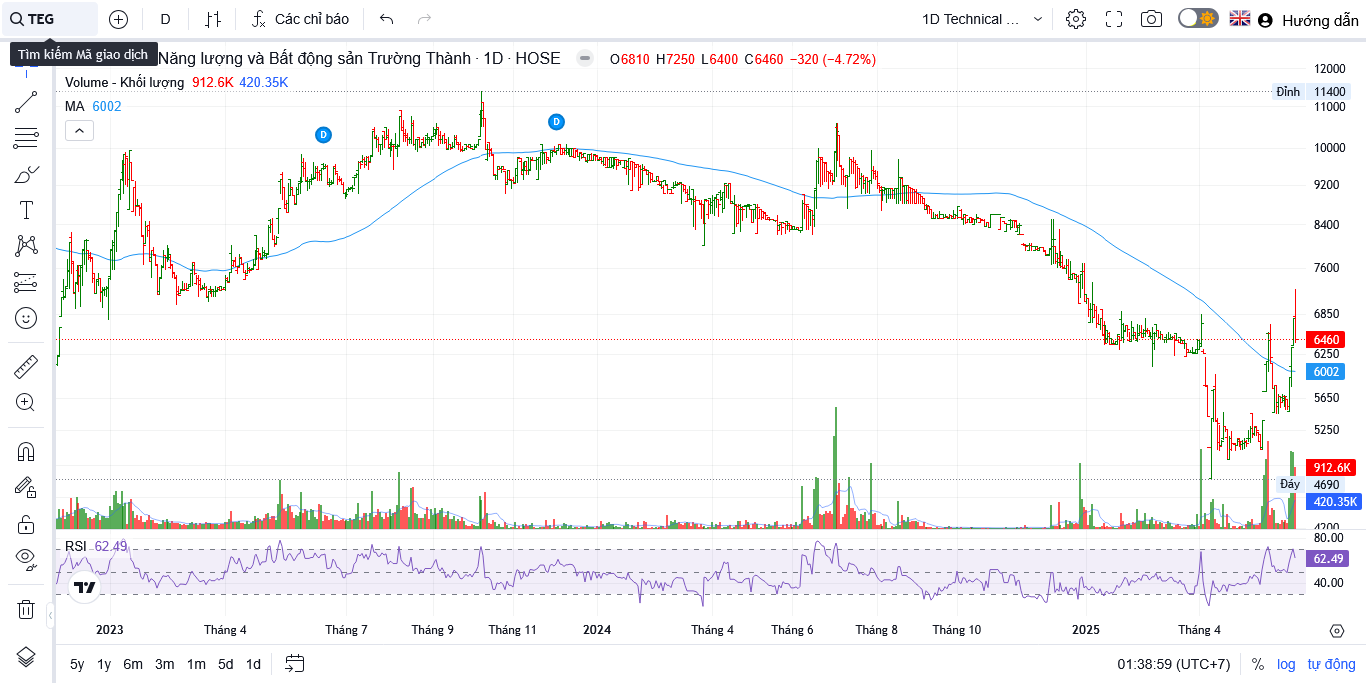 TEG
D
Các chỉ báo
1D Technical ...
Hướng dẫn
Tìm kiếm Mã giao dịch
Năng lượng và Bất động sản Trường Thành · 1D · HOSE
O6810 H7250 L6400 C6460 −320 (−4.72%)
Volume - Khối lượng 912.6K 420.35K
MA 6002
D
D
12000
Đỉnh 11400
11000
10000
9200
8400
7600
6850
6460
6250
6002
5650
5250
912.6K
Đáy 4690
420.35K
4200
RSI 62.49
80.00
62.49
40.00
2023 Tháng 4 Tháng 7 Tháng 9 Tháng 11 2024 Tháng 4 Tháng 6 Tháng 8 Tháng 10 2025 Tháng 4
5y 1y 6m 3m 1m 5d 1d
01:38:59 (UTC+7) % log tự động